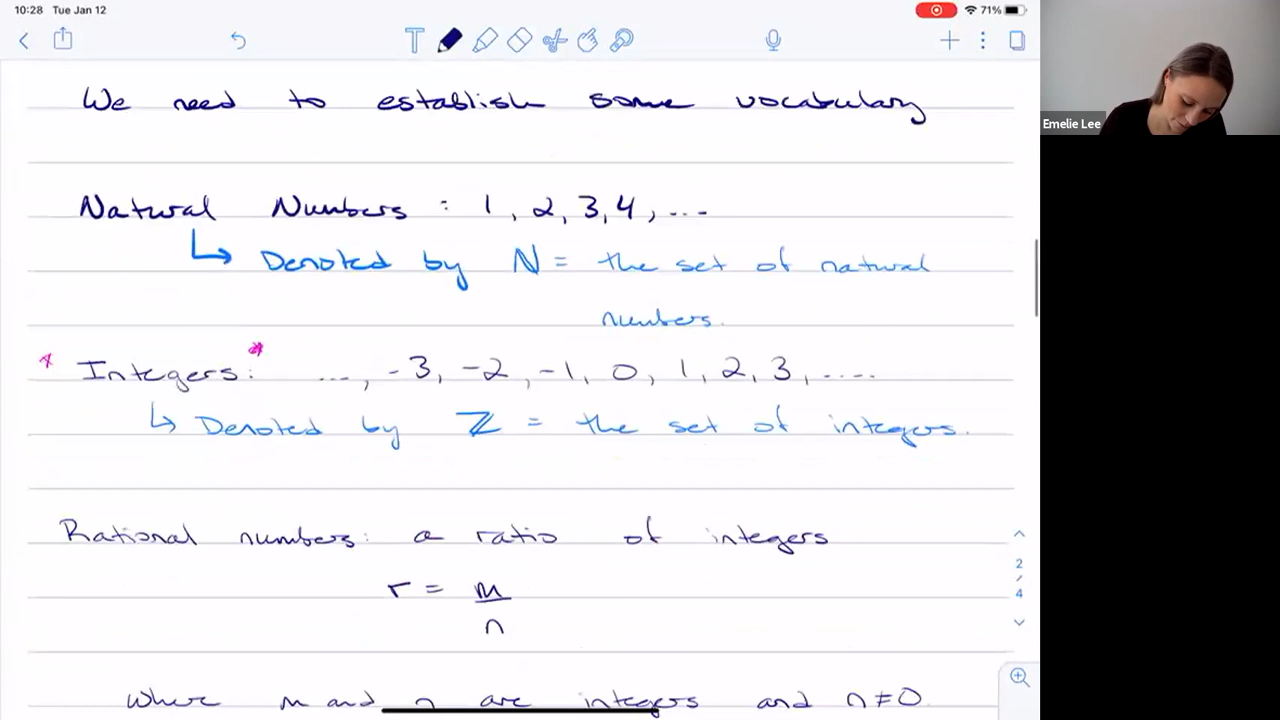 10:28 Tue Jan 12
71%
We need to establish some vocabulary
Emelie Lee
Natural Numbers : 1, 2, 3, 4, ...
↳ Denoted by ℕ = the set of natural
numbers.
* Integers:* ..., -3, -2, -1, 0, 1, 2, 3, ....
↳ Denoted by ℤ = the set of integers.
Rational numbers: a ratio of integers
r = m/n
where m and n are integers and n ≠ 0.
2/4